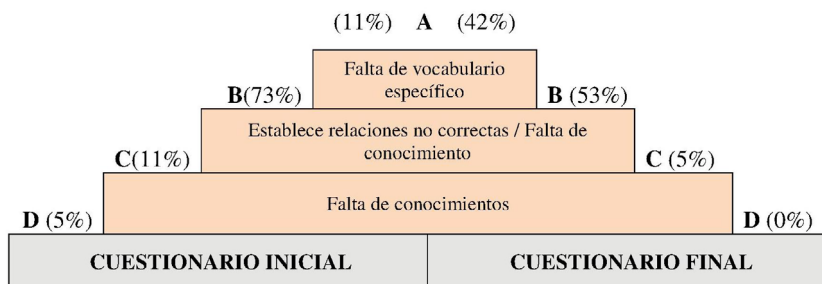 (11%) A (42%)
Falta de vocabulario
específico
B(73%)
B (53%)
Establece relaciones no correctas / Falta de
conocimiento
C(11%)
C (5%)
Falta de conocimientos
D (5%)
D (0%)
CUESTIONARIO INICIAL
CUESTIONARIO FINAL